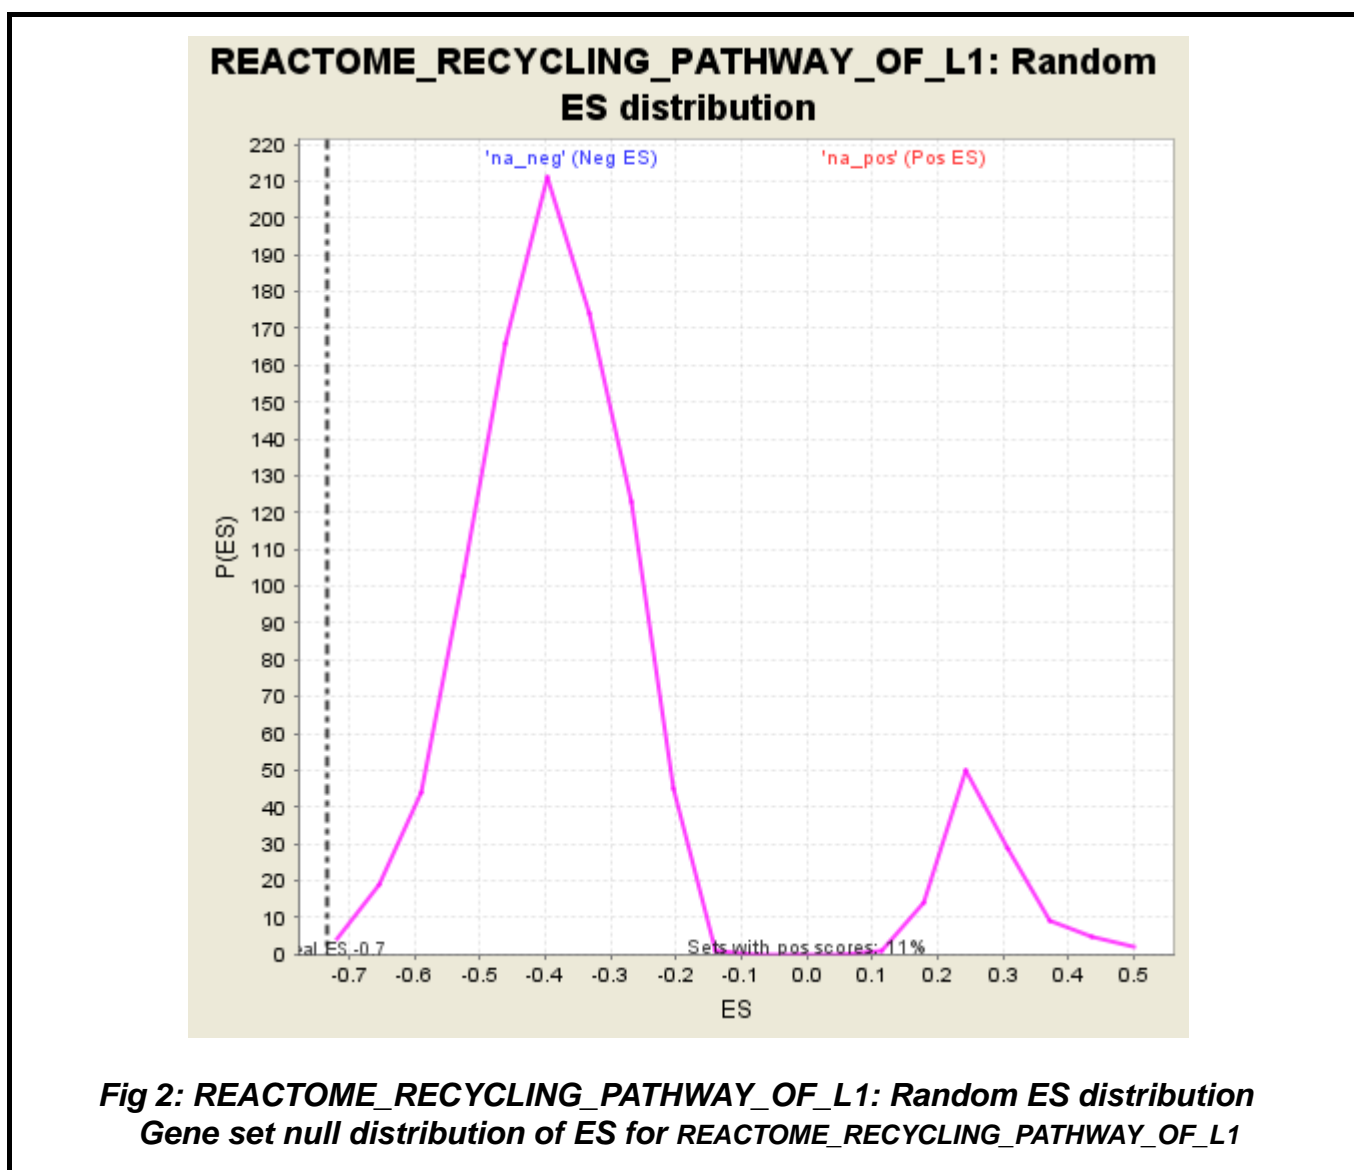 REACTOME_RECYCLING_PATHWAY_OF_L1: Random
ES distribution
'na_neg' (Neg ES) 'na_pos' (Pos ES)
220
210
200
190
180
170
160
150
140
130
120
110
100
90
80
70
60
50
40
30
20
10
0
P(ES)
ES -0.7
Sets with pos scores: 11%
-0.7 -0.6 -0.5 -0.4 -0.3 -0.2 -0.1 0.0 0.1 0.2 0.3 0.4 0.5
ES
Fig 2: REACTOME_RECYCLING_PATHWAY_OF_L1: Random ES distribution
Gene set null distribution of ES for REACTOME_RECYCLING_PATHWAY_OF_L1